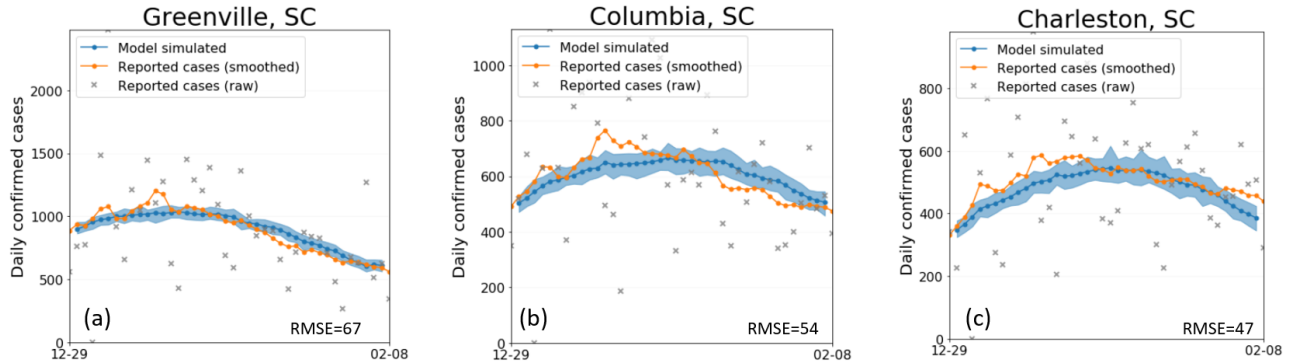 Greenville, SC
Model simulated
Reported cases (smoothed)
Reported cases (raw)
Daily confirmed cases
2000
1500
1000
500
0
(a)
RMSE=67
12-29
02-08
Columbia, SC
Model simulated
Reported cases (smoothed)
Reported cases (raw)
Daily confirmed cases
1000
800
600
400
200
0
(b)
RMSE=54
12-29
02-08
Charleston, SC
Model simulated
Reported cases (smoothed)
Reported cases (raw)
Daily confirmed cases
800
600
400
200
0
(c)
RMSE=47
12-29
02-08